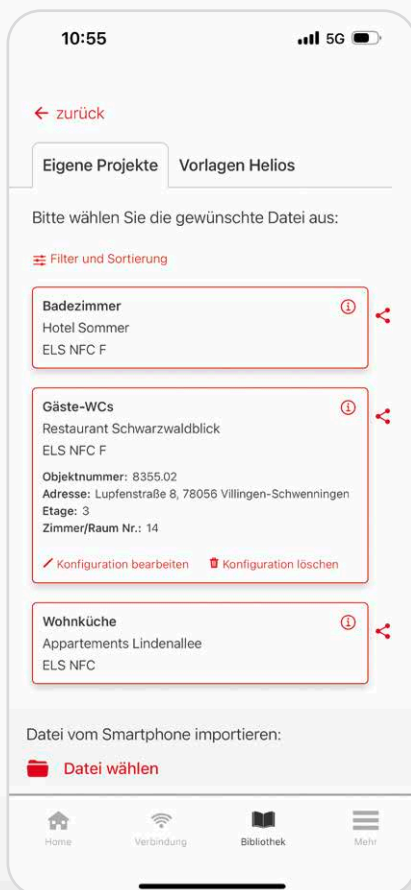 10:55
5G
← zurück
Eigene Projekte
Vorlagen Helios
Bitte wählen Sie die gewünschte Datei aus:
Filter und Sortierung
Badezimmer
Hotel Sommer
ELS NFC F
Gäste-WCs
Restaurant Schwarzwaldblick
ELS NFC F
Objektnummer: 8355.02
Adresse: Lupfenstraße 8, 78056 Villingen-Schwenningen
Etage: 3
Zimmer/Raum Nr.: 14
Konfiguration bearbeiten
Konfiguration löschen
Wohnküche
Appartements Lindenallee
ELS NFC
Datei vom Smartphone importieren:
Datei wählen
Home
Verbindung
Bibliothek
Mehr